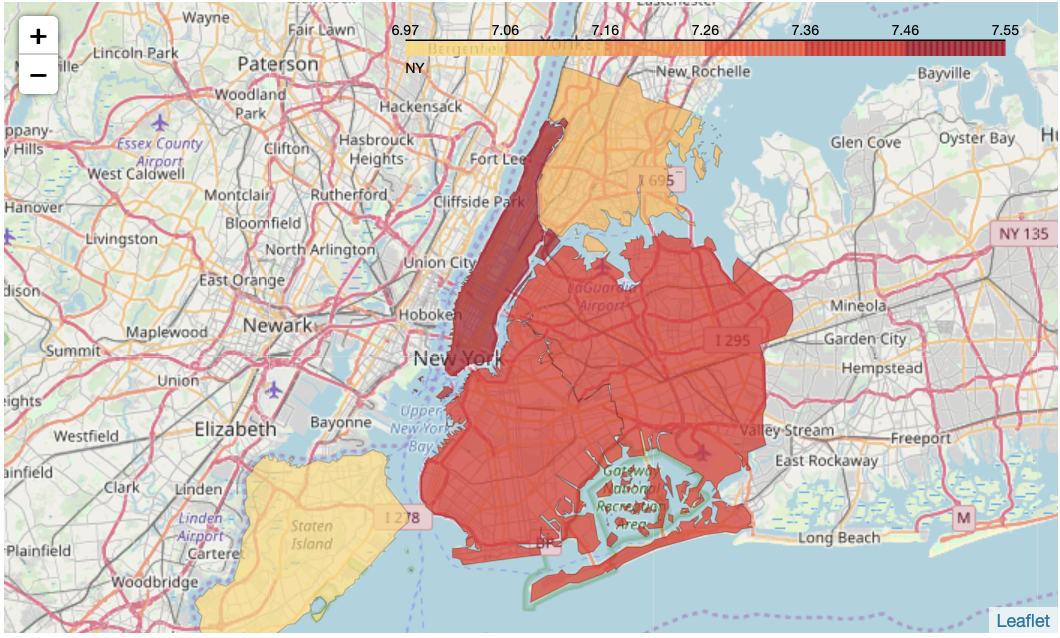 Wayne
Fair Lawn
6.97 7.06 7.16 7.26 7.36 7.46 7.55
+
Lincoln Park
Bergenfield
NY
−
Paterson
New Rochelle
Bayville
Woodland
Park
Hackensack
Essex County
Airport
Clifton
Hasbrouck
Heights
Fort Lee
Glen Cove
Oyster Bay
West Caldwell
I 695
Montclair
Rutherford
Cliffside Park
Hanover
Bloomfield
Livingston
North Arlington
NY 135
Union City
East Orange
LaGuardia
Airport
Mineola
Hoboken
Newark
Maplewood
I 295
Garden City
Summit
New York
Hempstead
Union
Upper
New York
Bay
Bayonne
Elizabeth
Valley Stream
Westfield
Freeport
East Rockaway
Gateway
National
Recreation
Area
Clark
Linden
I 278
M
Linden
Airport
Staten
Island
Long Beach
Plainfield
Carteret
BP
Woodbridge
Leaflet